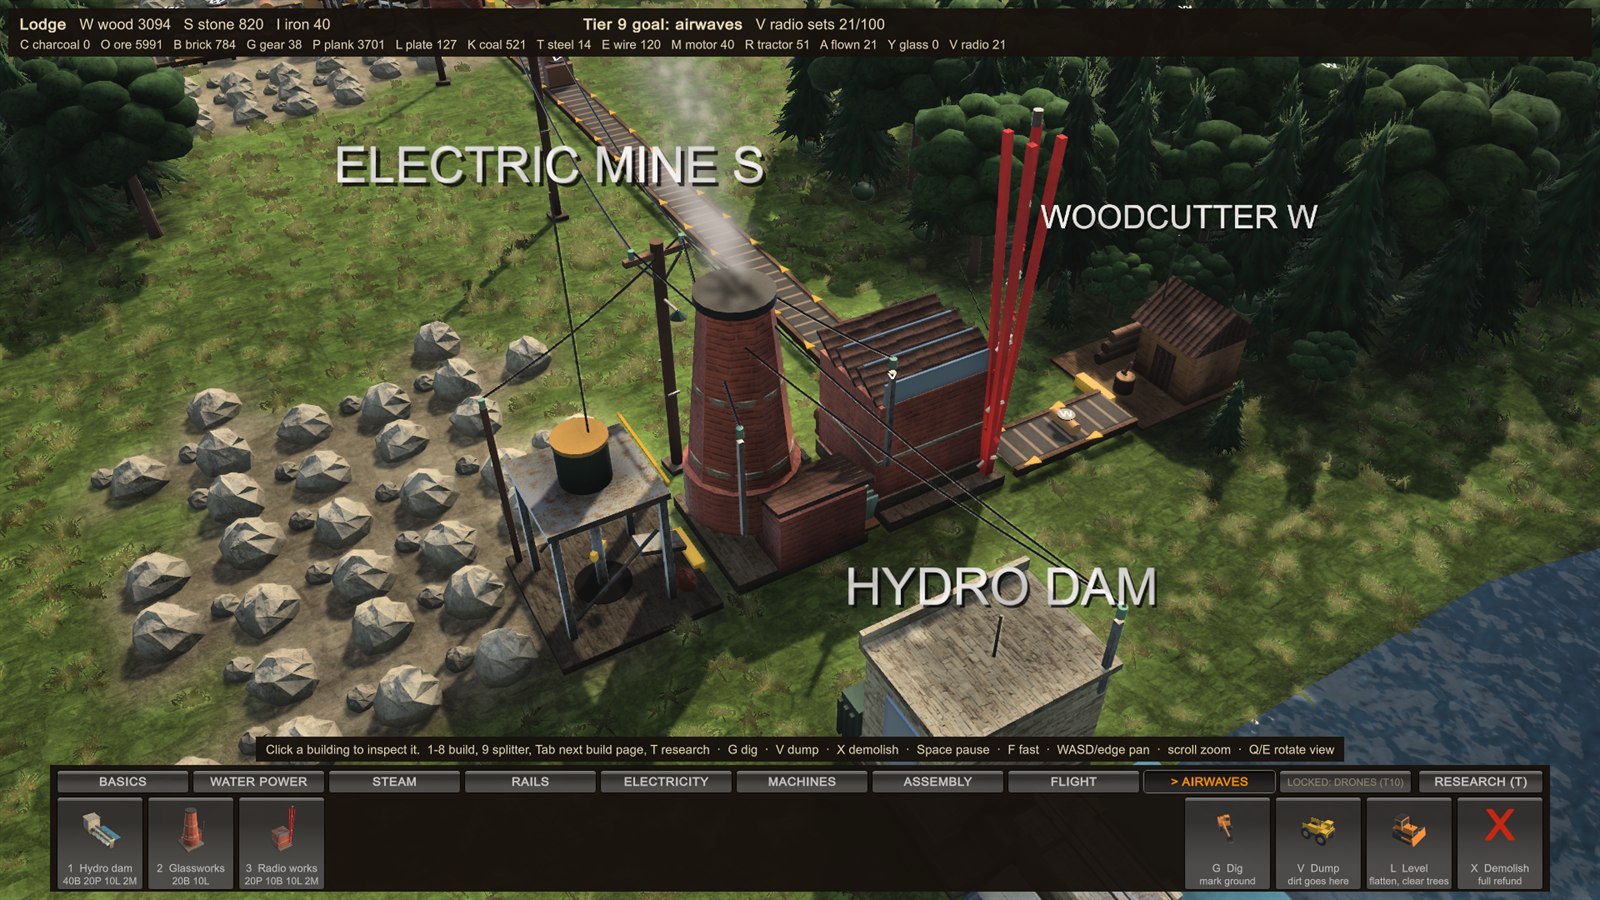 Lodge W wood 3094 S stone 820 I iron 40 Tier 9 goal: airwaves V radio sets 21/100
C charcoal 0 O ore 5991 B brick 784 G gear 38 P plank 3701 L plate 127 K coal 521 T steel 14 E wire 120 M motor 40 R tractor 51 A flown 21 Y glass 0 V radio 21
ELECTRIC MINE S
WOODCUTTER W
HYDRO DAM
Click a building to inspect it. 1-8 build, 9 splitter, Tab next build page, T research · G dig · V dump · X demolish · Space pause · F fast · WASD/edge pan · scroll zoom · Q/E rotate view
BASICS WATER POWER STEAM RAILS ELECTRICITY MACHINES ASSEMBLY FLIGHT > AIRWAVES LOCKED: DRONES (T10) RESEARCH (T)
1 Hydro dam
40B 20P 10L 2M
2 Glassworks
20B 10L
3 Radio works
20P 10B 10L 2M
G Dig
mark ground
V Dump
dirt goes here
L Level
flatten, clear trees
X Demolish
full refund